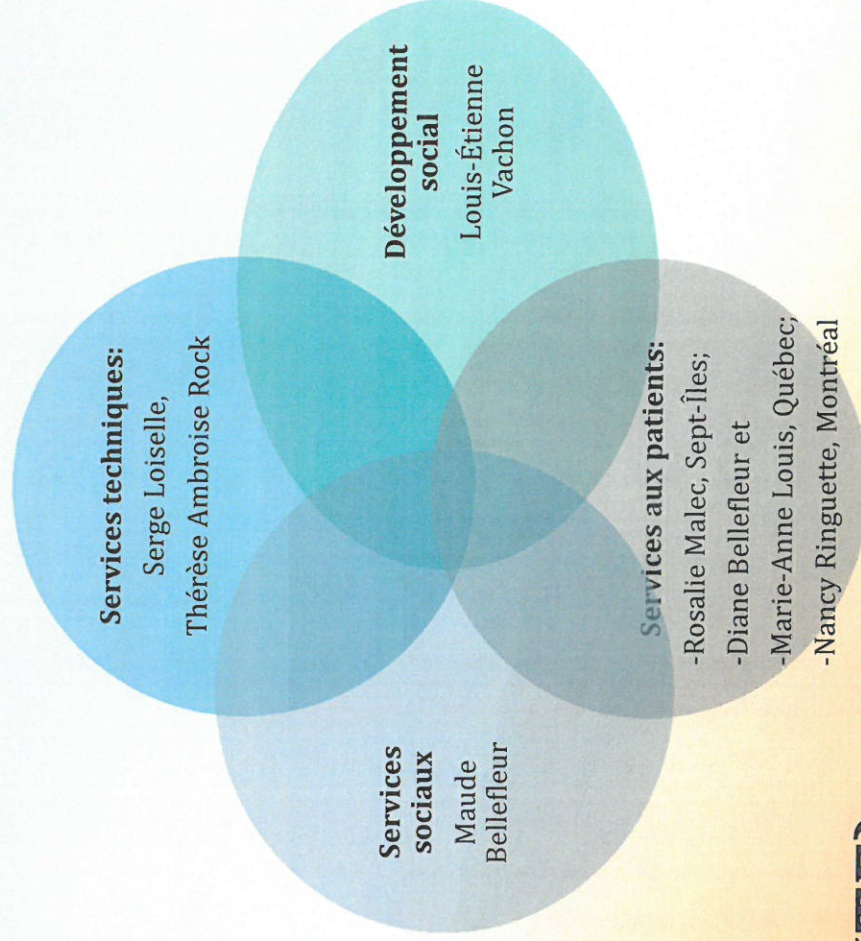 Services techniques:
Serge Loiselle,
Thérèse Ambroise Rock
Développement
social
Louis-Étienne
Vachon
Services
sociaux
Maude
Bellefleur
Services aux patients:
-Rosalie Malec, Sept-Îles;
-Diane Bellefleur et
-Marie-Anne Louis, Québec;
-Nancy Ringuette, Montréal